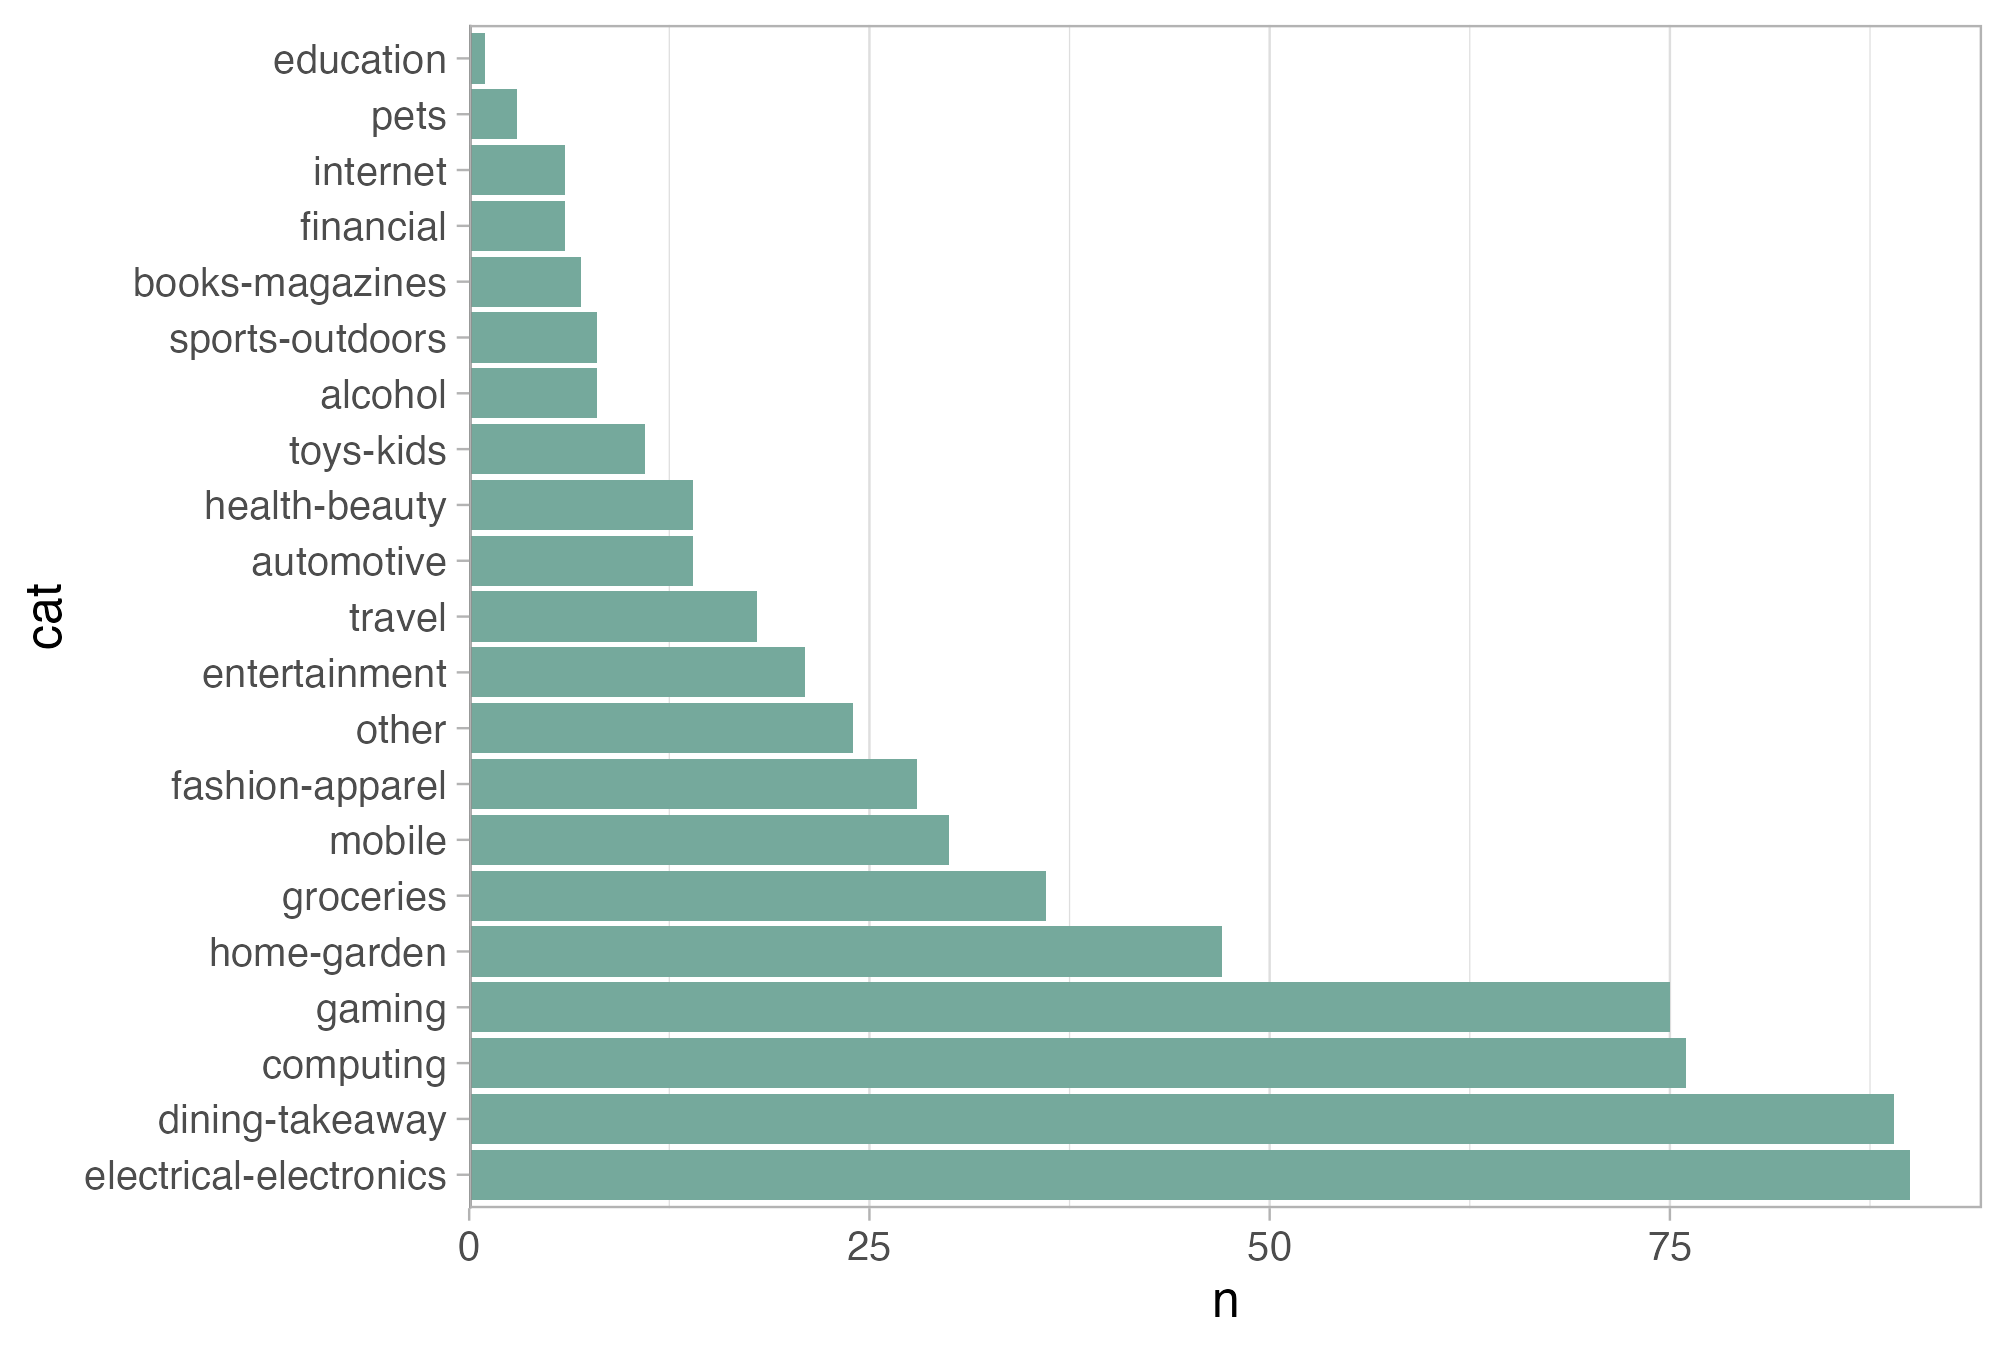 education
pets
internet
financial
books-magazines
sports-outdoors
alcohol
toys-kids
health-beauty
automotive
travel
entertainment
other
fashion-apparel
mobile
groceries
home-garden
gaming
computing
dining-takeaway
electrical-electronics
cat
0 25 50 75
n